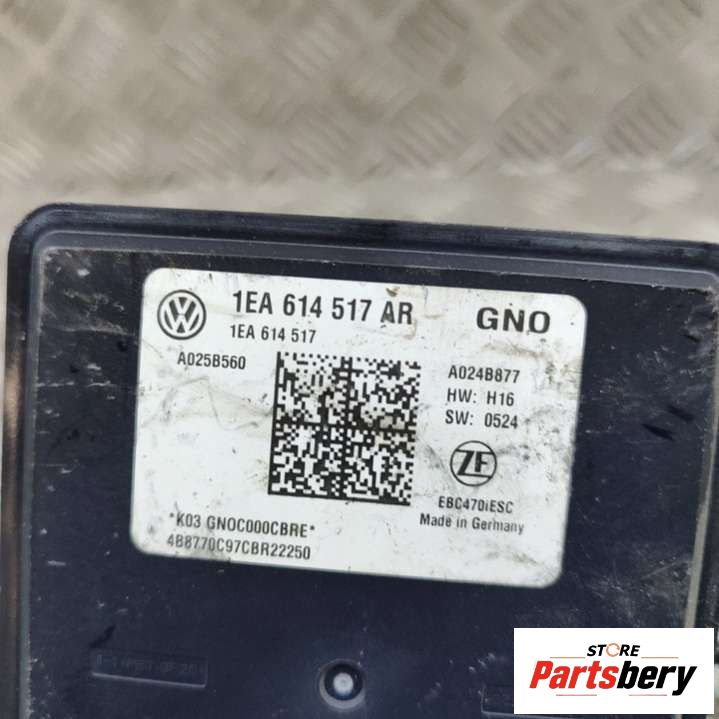 1EA 614 517 AR GNO
1EA 614 517
A025B560
A024B877
HW: H16
SW: 0524
ZF
EBC470iESC
Made in Germany
*K03 GNOC000CBRE*
4B8770C97CBR22250
STORE
Partsbery